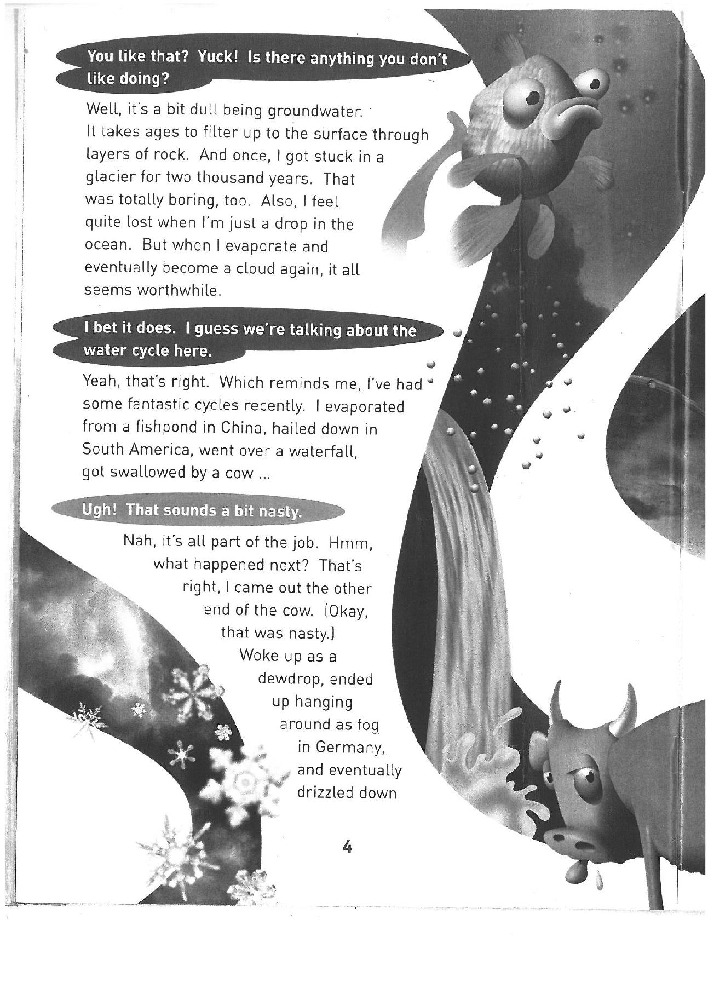 You like that? Yuck! Is there anything you don't
like doing?
Well, it's a bit dull being groundwater.
It takes ages to filter up to the surface through
layers of rock. And once, I got stuck in a
glacier for two thousand years. That
was totally boring, too. Also, I feel
quite lost when I'm just a drop in the
ocean. But when I evaporate and
eventually become a cloud again, it all
seems worthwhile.
I bet it does. I guess we're talking about the
water cycle here.
Yeah, that's right. Which reminds me, I've had
some fantastic cycles recently. I evaporated
from a fishpond in China, hailed down in
South America, went over a waterfall,
got swallowed by a cow ...
Ugh! That sounds a bit nasty.
Nah, it's all part of the job. Hmm,
what happened next? That's
right, I came out the other
end of the cow. (Okay,
that was nasty.)
Woke up as a
dewdrop, ended
up hanging
around as fog
in Germany,
and eventually
drizzled down
4